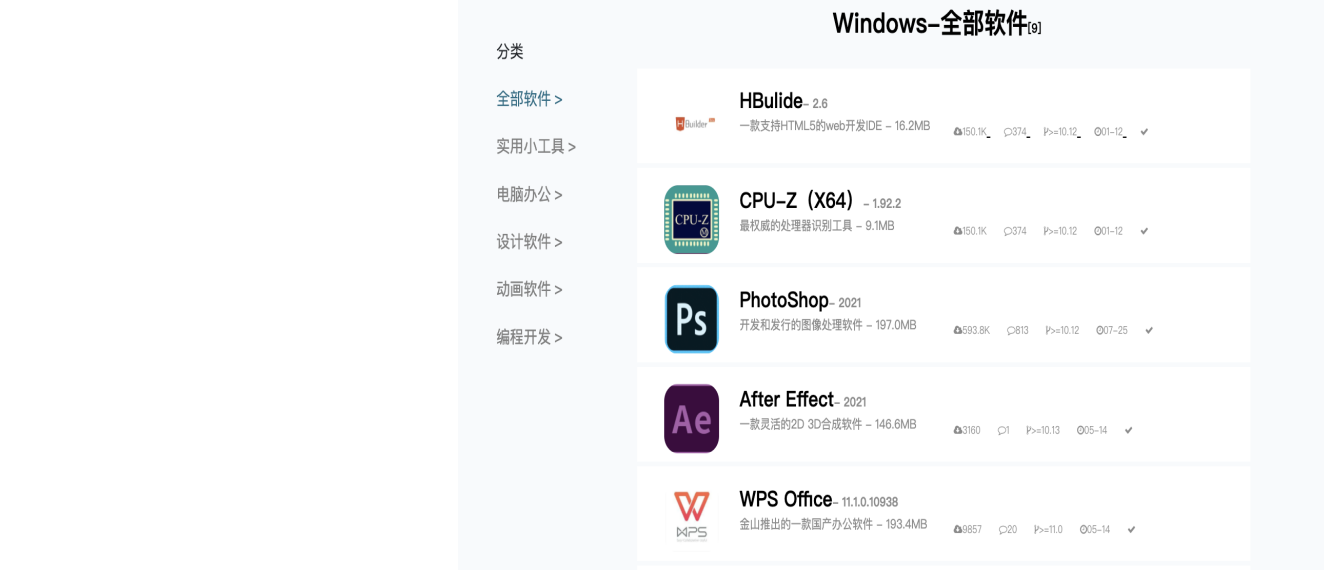 Windows-全部软件[9]
分类
全部软件 >
实用小工具 >
电脑办公 >
设计软件 >
动画软件 >
编程开发 >
HBuilder
HBulide- 2.6
一款支持HTML5的web开发IDE - 16.2MB
150.1K 374 >=10.12 01-12
CPU-Z
CPU-Z（X64） - 1.92.2
最权威的处理器识别工具 - 9.1MB
150.1K 374 >=10.12 01-12
Ps
PhotoShop- 2021
开发和发行的图像处理软件 - 197.0MB
593.8K 813 >=10.12 07-25
Ae
After Effect- 2021
一款灵活的2D 3D合成软件 - 146.6MB
3160 1 >=10.13 05-14
WPS
WPS Office- 11.1.0.10938
金山推出的一款国产办公软件 - 193.4MB
9857 20 >=11.0 05-14